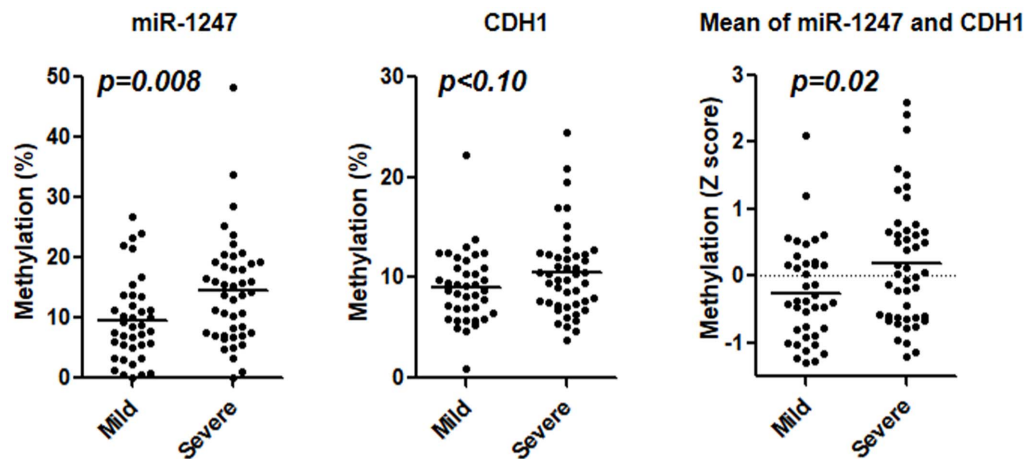 miR-1247
CDH1
Mean of miR-1247 and CDH1
p=0.008
p<0.10
p=0.02
Methylation (%)
50
40
30
20
10
0
Mild
Severe
Methylation (%)
30
20
10
0
Mild
Severe
Methylation (Z score)
3
2
1
0
-1
Mild
Severe